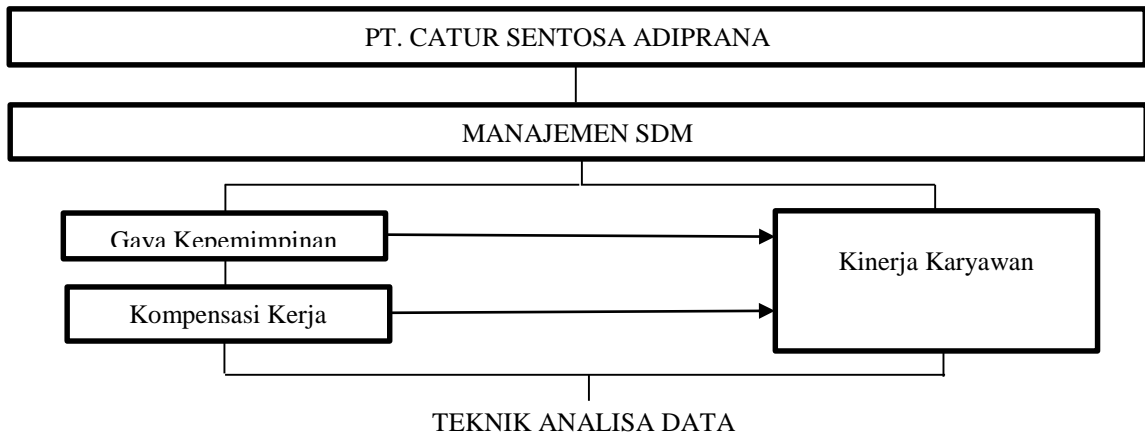 PT. CATUR SENTOSA ADIPRANA
MANAJEMEN SDM
Gaya Kepemimpinan
Kinerja Karyawan
Kompensasi Kerja
TEKNIK ANALISA DATA